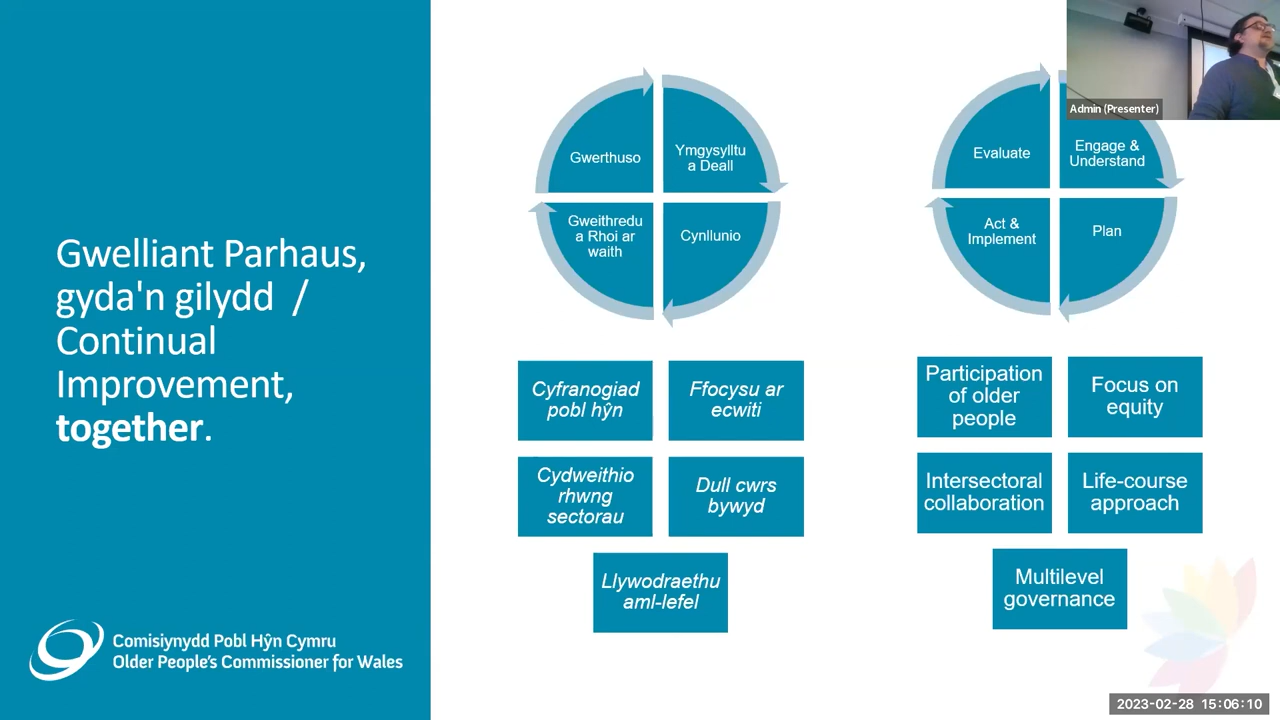 Gwelliant Parhaus,
gyda'n gilydd /
Continual
Improvement,
together.
Comisiynydd Pobl Hŷn Cymru
Older People's Commissioner for Wales
Gwerthuso
Ymgysylltu
a Deall
Gweithredu
a Rhoi ar
waith
Cynllunio
Cyfranogiad
pobl hŷn
Ffocysu ar
ecwiti
Cydweithio
rhwng
sectorau
Dull cwrs
bywyd
Llywodraethu
aml-lefel
Evaluate
Engage &
Understand
Act &
Implement
Plan
Participation
of older
people
Focus on
equity
Intersectoral
collaboration
Life-course
approach
Multilevel
governance
Admin (Presenter)
2023-02-28 15:06:10